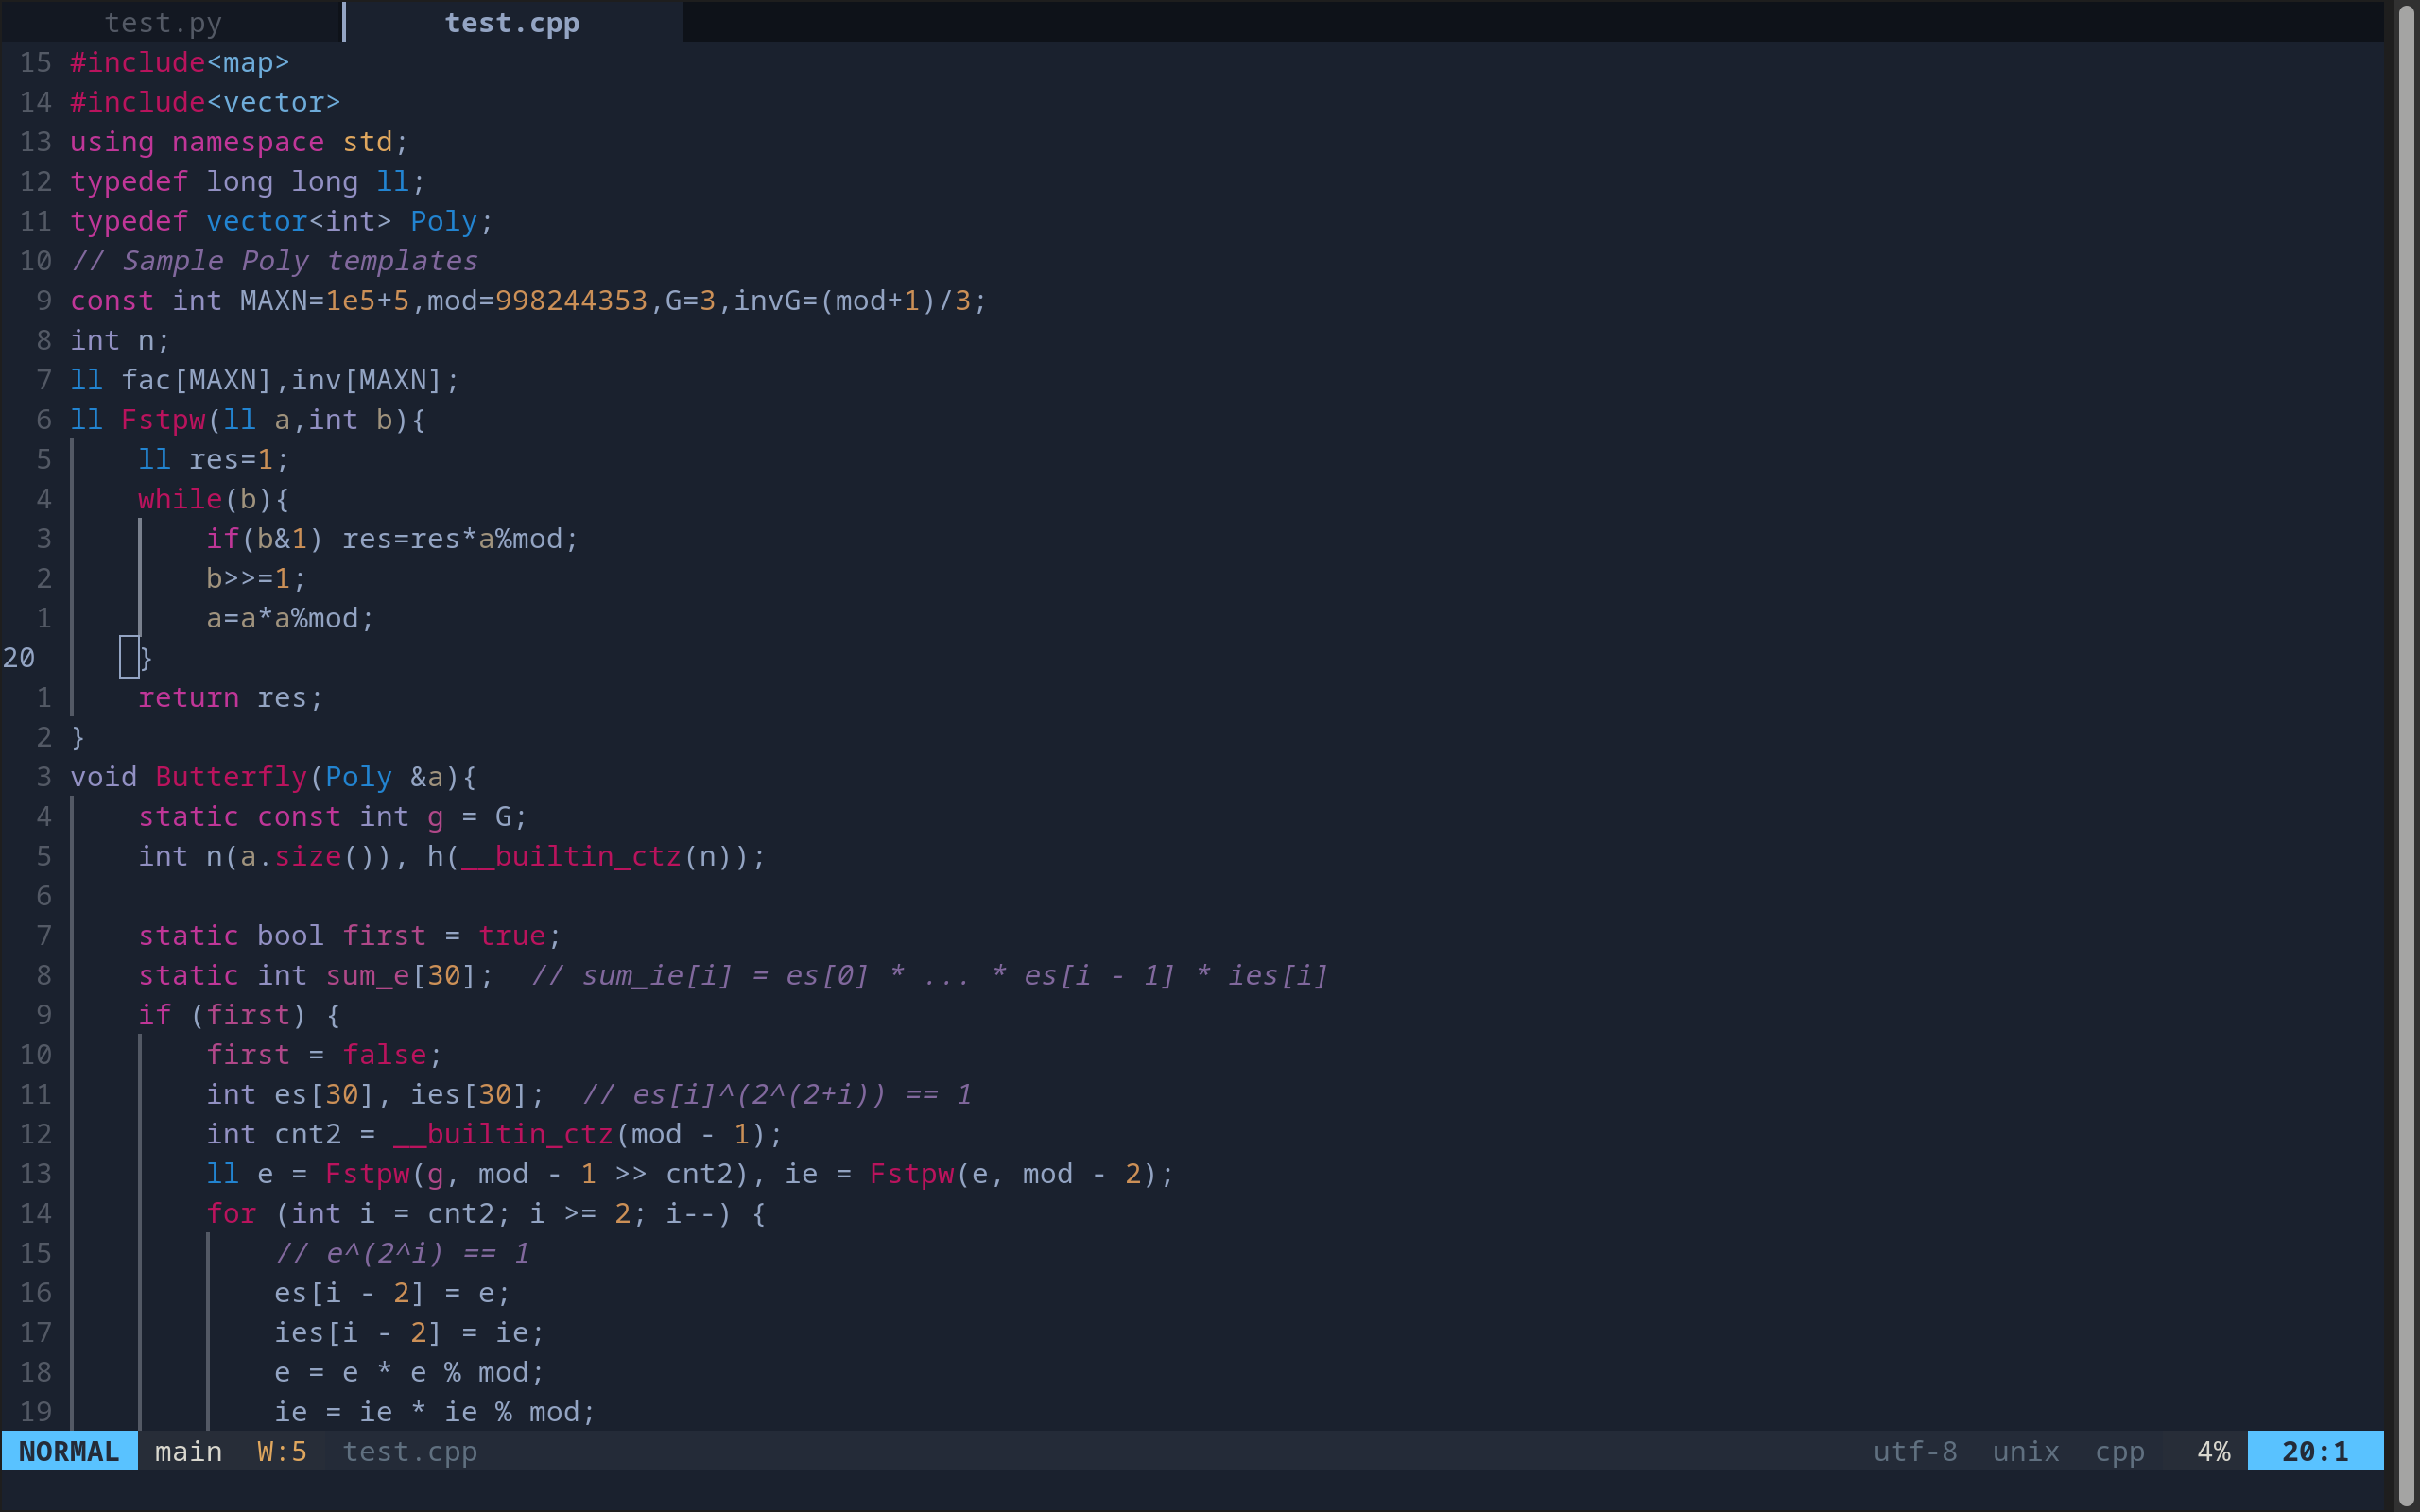 test.py test.cpp
15 #include<map>
14 #include<vector>
13 using namespace std;
12 typedef long long ll;
11 typedef vector<int> Poly;
10 // Sample Poly templates
9 const int MAXN=1e5+5,mod=998244353,G=3,invG=(mod+1)/3;
8 int n;
7 ll fac[MAXN],inv[MAXN];
6 ll Fstpw(ll a,int b){
5     ll res=1;
4     while(b){
3         if(b&1) res=res*a%mod;
2         b>>=1;
1         a=a*a%mod;
20     }
1     return res;
2 }
3 void Butterfly(Poly &a){
4     static const int g = G;
5     int n(a.size()), h(__builtin_ctz(n));
6
7     static bool first = true;
8     static int sum_e[30];  // sum_ie[i] = es[0] * ... * es[i - 1] * ies[i]
9     if (first) {
10         first = false;
11         int es[30], ies[30];  // es[i]^(2^(2+i)) == 1
12         int cnt2 = __builtin_ctz(mod - 1);
13         ll e = Fstpw(g, mod - 1 >> cnt2), ie = Fstpw(e, mod - 2);
14         for (int i = cnt2; i >= 2; i--) {
15             // e^(2^i) == 1
16             es[i - 2] = e;
17             ies[i - 2] = ie;
18             e = e * e % mod;
19             ie = ie * ie % mod;
NORMAL main W:5 test.cpp utf-8 unix cpp 4% 20:1